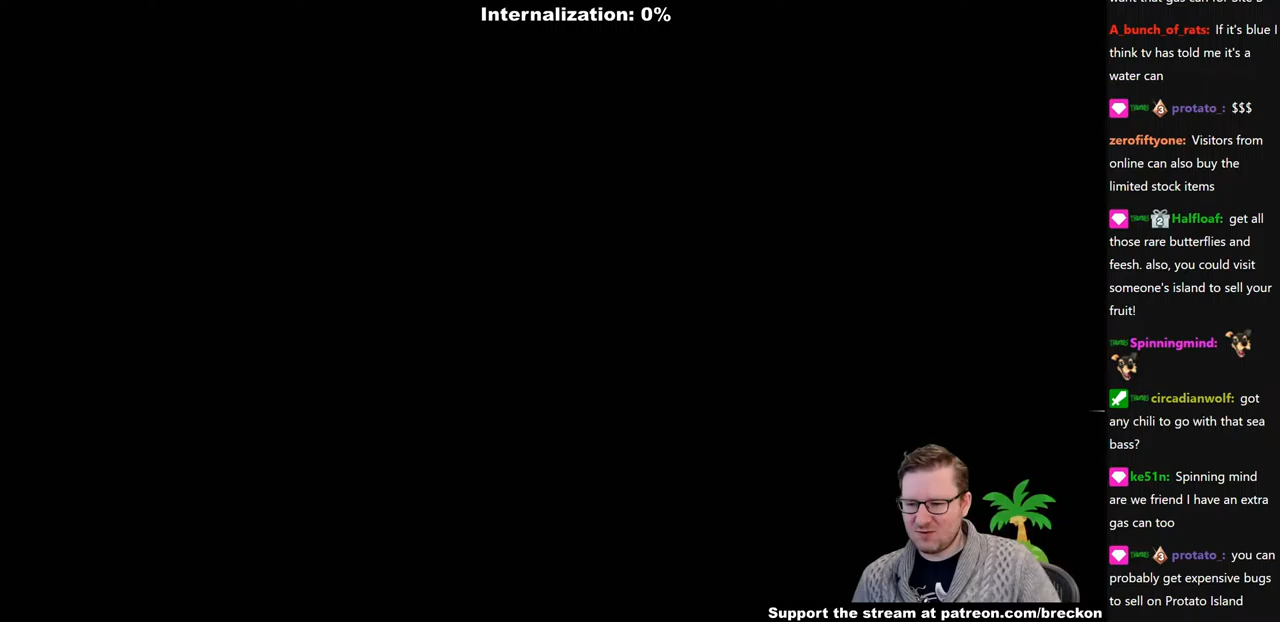 Internalization: 0%
A_bunch_of_rats: If it's blue I
think tv has told me it's a
water can
protato_: $$$
zerofiftyone: Visitors from
online can also buy the
limited stock items
Halfloaf: get all
those rare butterflies and
feesh. also, you could visit
someone's island to sell your
fruit!
Spinningmind:
circadianwolf: got
any chili to go with that sea
bass?
ke51n: Spinning mind
are we friend I have an extra
gas can too
protato_: you can
probably get expensive bugs
to sell on Protato Island
Support the stream at patreon.com/breckon